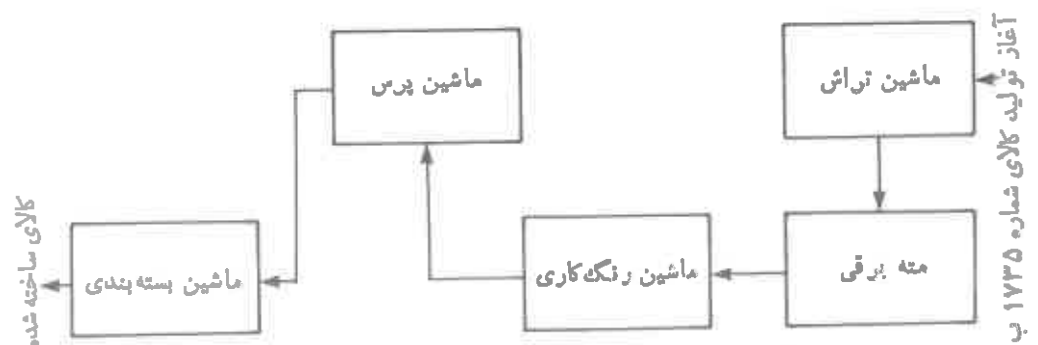 آغاز تولید کالای شماره ۱۷۳۵ ب
ماشین تراش
مته برقی
ماشین رنگ‌کاری
ماشین پرس
ماشین بسته‌بندی
کالای ساخته شده